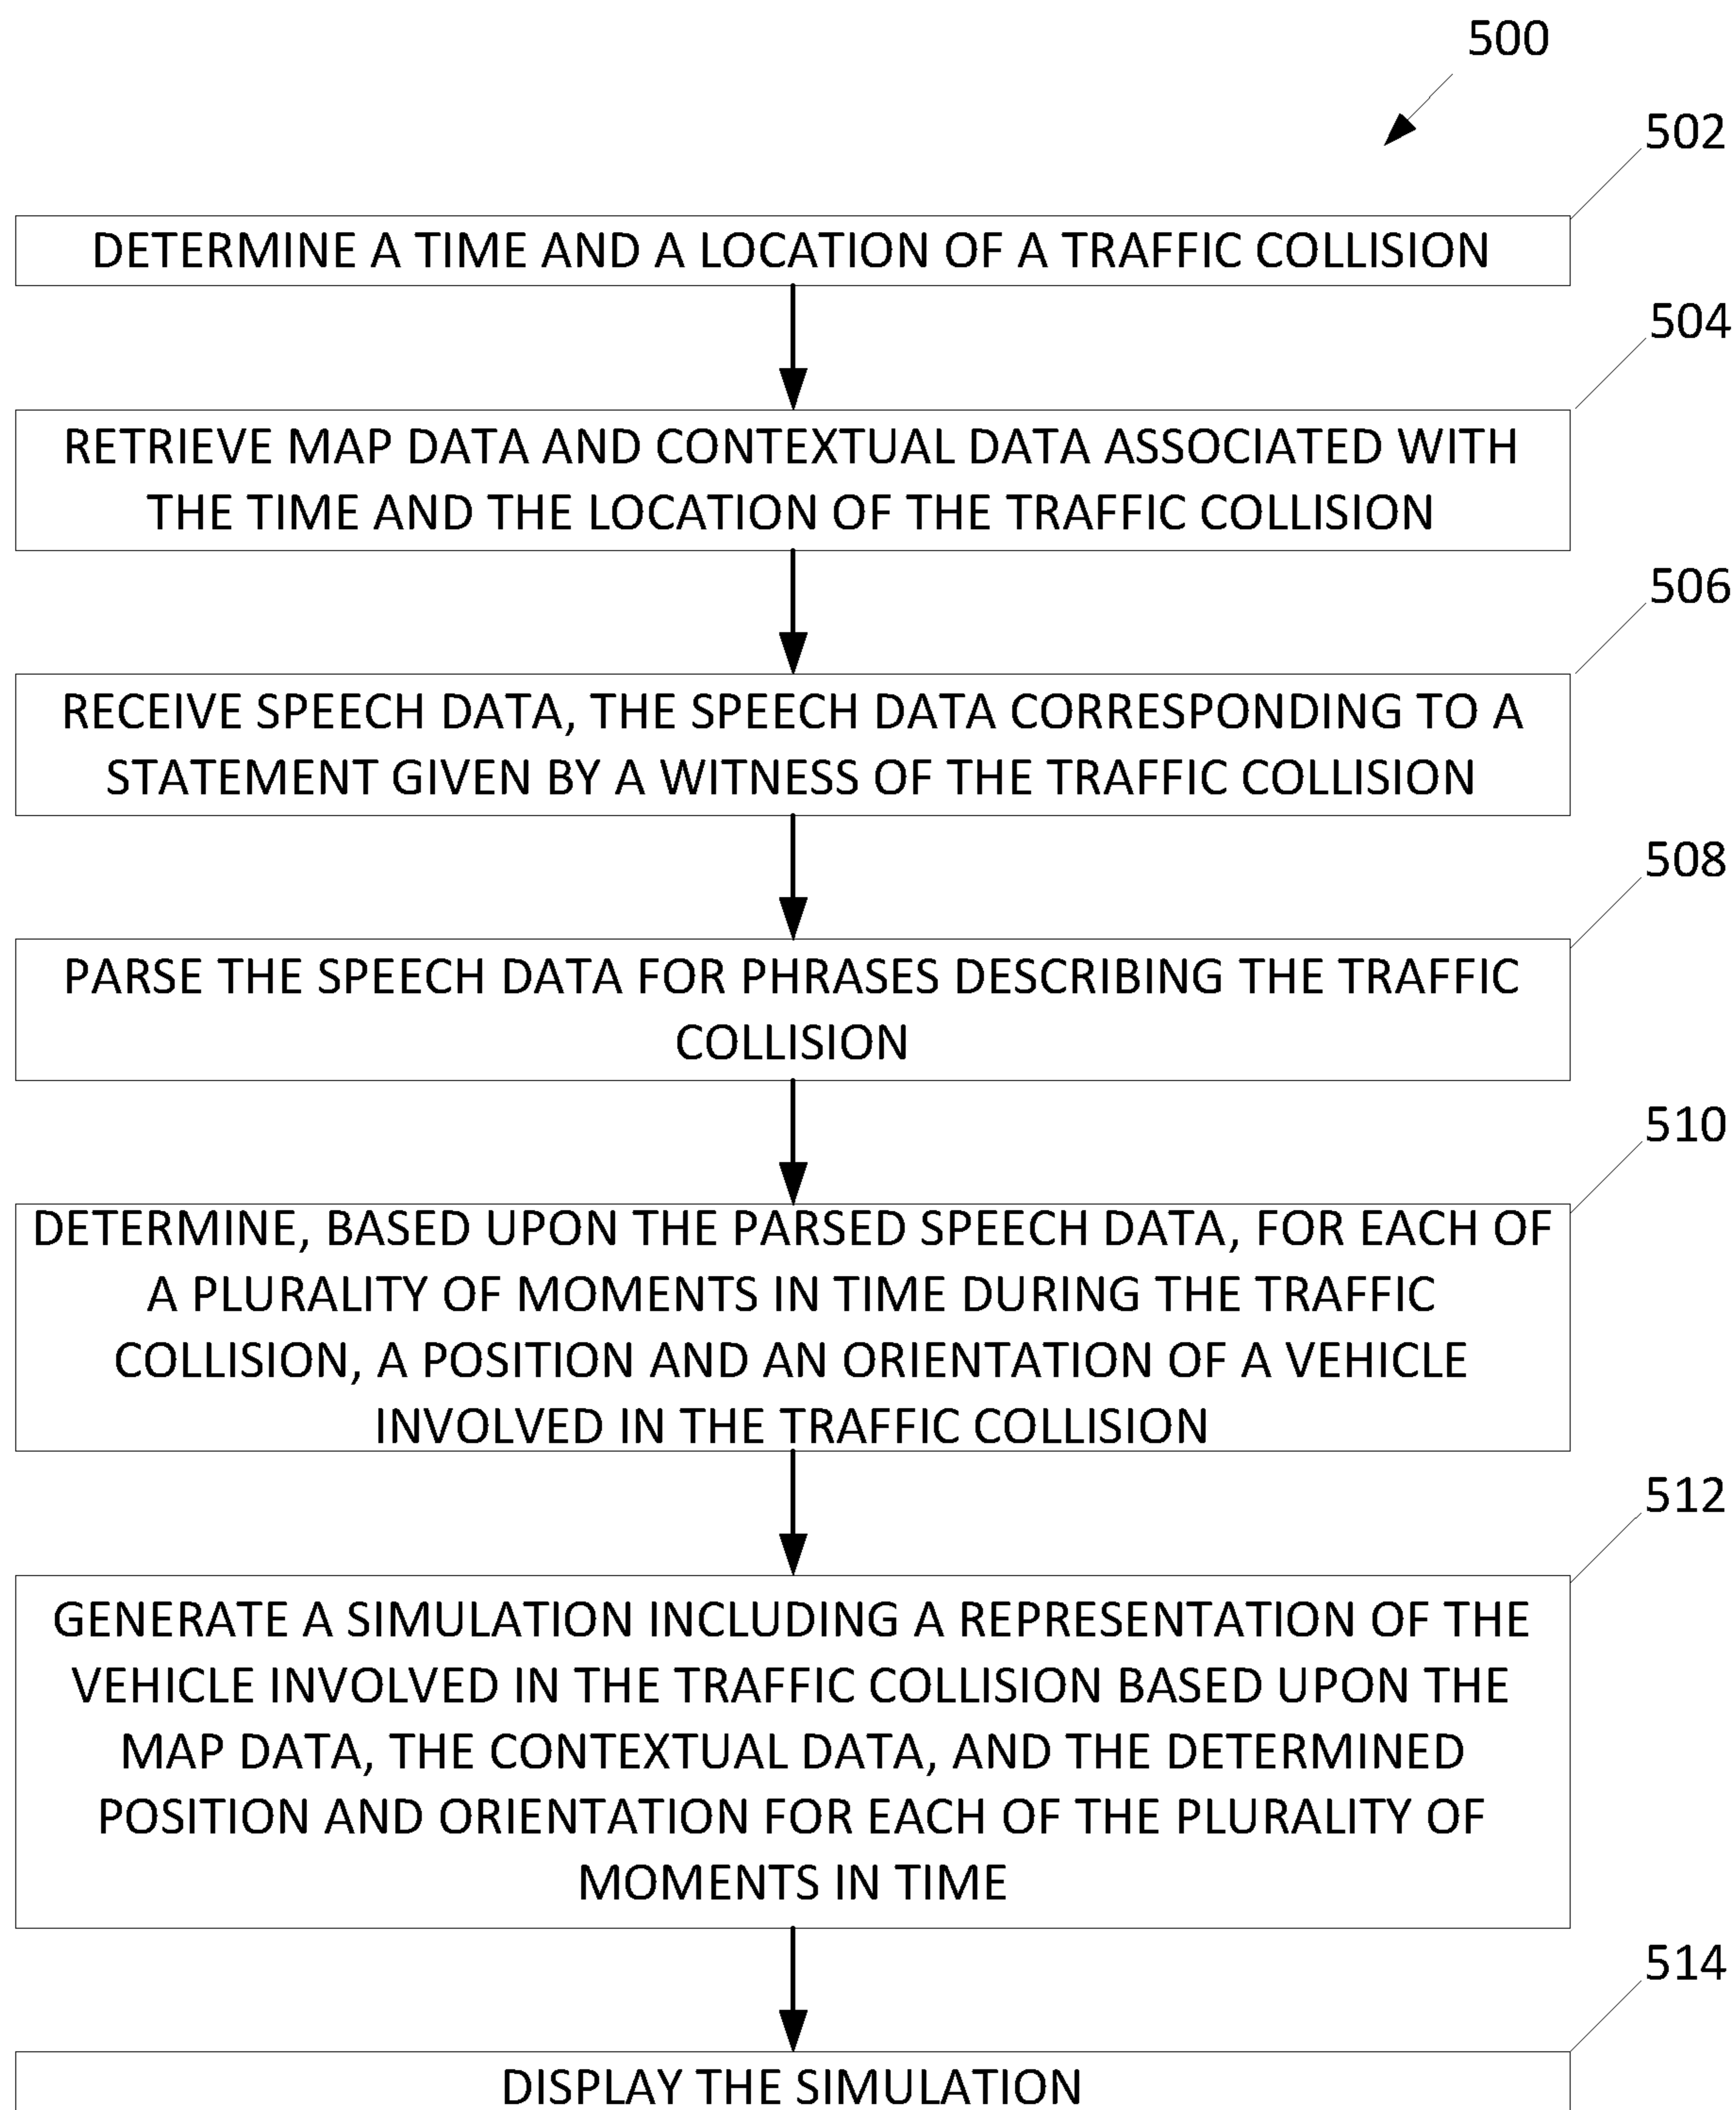 500
502
DETERMINE A TIME AND A LOCATION OF A TRAFFIC COLLISION
504
RETRIEVE MAP DATA AND CONTEXTUAL DATA ASSOCIATED WITH
THE TIME AND THE LOCATION OF THE TRAFFIC COLLISION
506
RECEIVE SPEECH DATA, THE SPEECH DATA CORRESPONDING TO A
STATEMENT GIVEN BY A WITNESS OF THE TRAFFIC COLLISION
508
PARSE THE SPEECH DATA FOR PHRASES DESCRIBING THE TRAFFIC
COLLISION
510
DETERMINE, BASED UPON THE PARSED SPEECH DATA, FOR EACH OF
A PLURALITY OF MOMENTS IN TIME DURING THE TRAFFIC
COLLISION, A POSITION AND AN ORIENTATION OF A VEHICLE
INVOLVED IN THE TRAFFIC COLLISION
512
GENERATE A SIMULATION INCLUDING A REPRESENTATION OF THE
VEHICLE INVOLVED IN THE TRAFFIC COLLISION BASED UPON THE
MAP DATA, THE CONTEXTUAL DATA, AND THE DETERMINED
POSITION AND ORIENTATION FOR EACH OF THE PLURALITY OF
MOMENTS IN TIME
514
DISPLAY THE SIMULATION